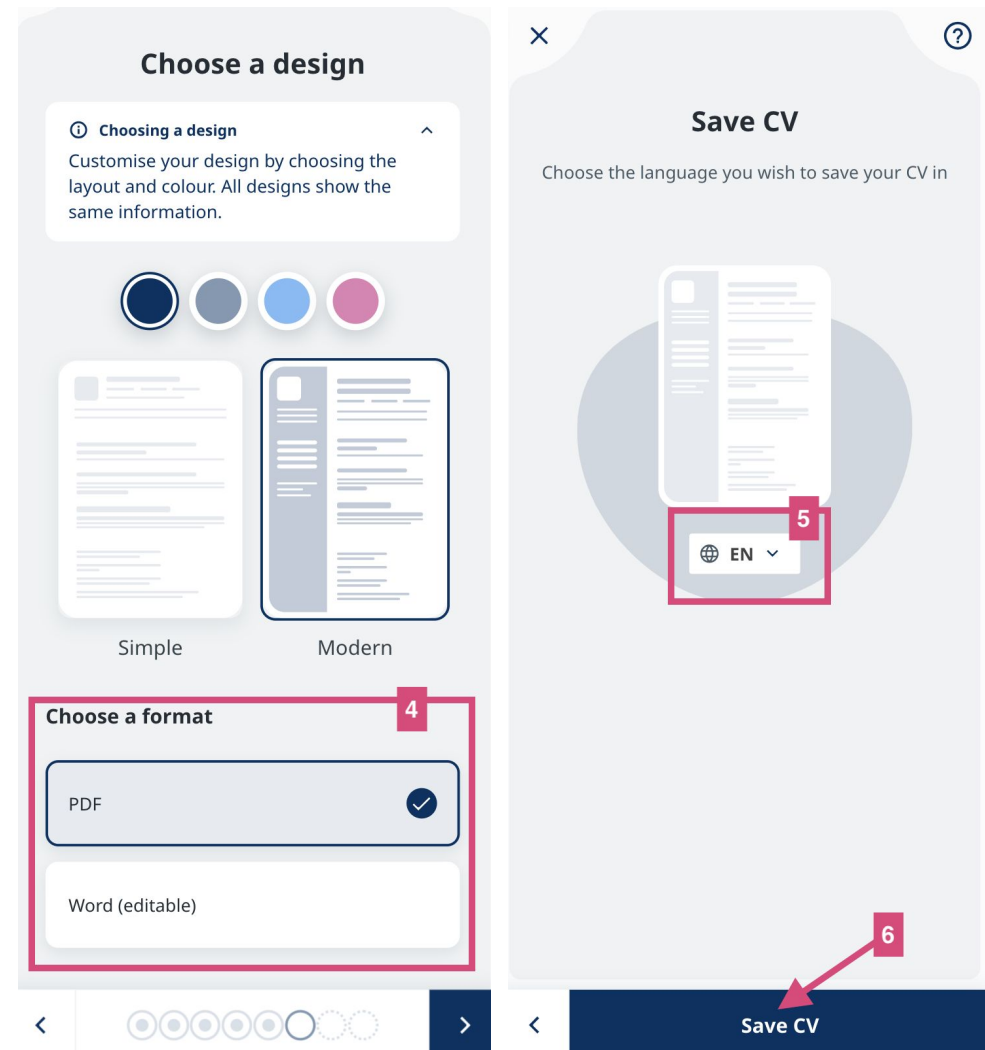 Choose a design
Choosing a design
Customise your design by choosing the
layout and colour. All designs show the
same information.
Simple
Modern
4
Choose a format
PDF
Word (editable)
Save CV
Choose the language you wish to save your CV in
5
EN
6
Save CV